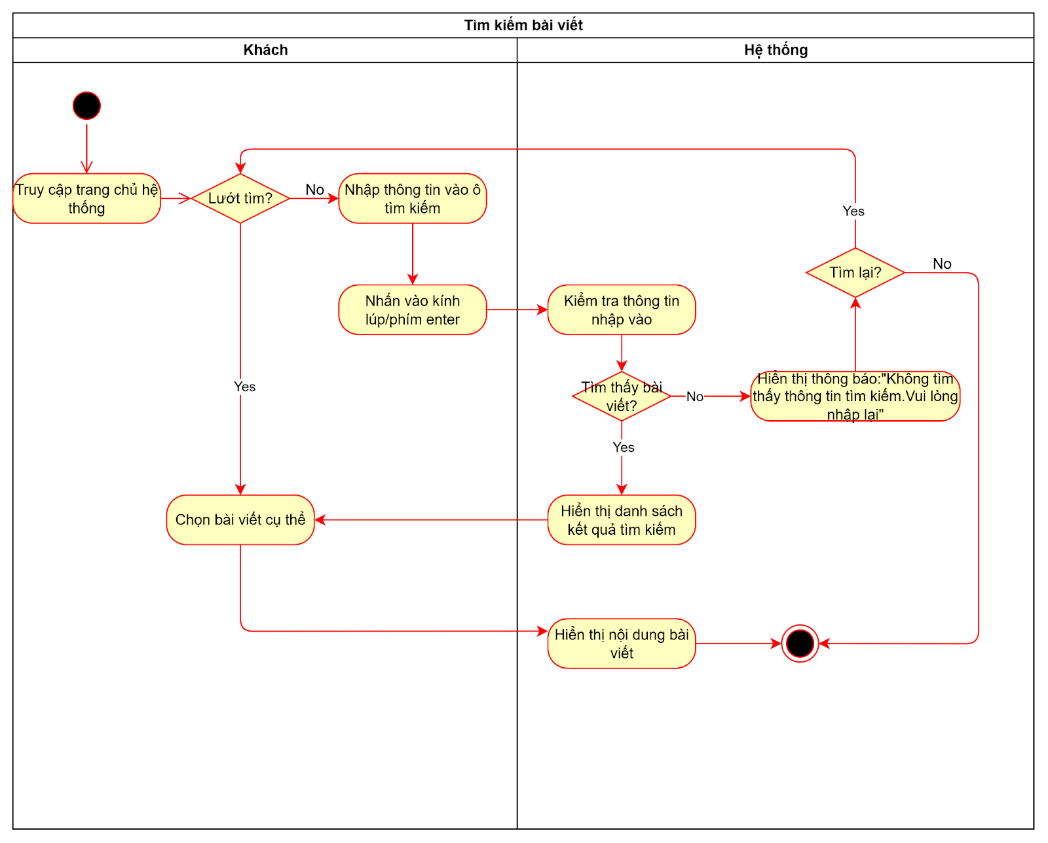 Tìm kiếm bài viết
Khách
Hệ thống
Truy cập trang chủ hệ
thống
Lướt tìm?
No
Nhập thông tin vào ô
tìm kiếm
Yes
Tìm lại?
No
Nhấn vào kính
lúp/phím enter
Kiểm tra thông tin
nhập vào
Tìm thấy bài
viết?
No
Hiển thị thông báo:"Không tìm
thấy thông tin tìm kiếm.Vui lòng
nhập lại"
Yes
Yes
Chọn bài viết cụ thể
Hiển thị danh sách
kết quả tìm kiếm
Hiển thị nội dung bài
viết